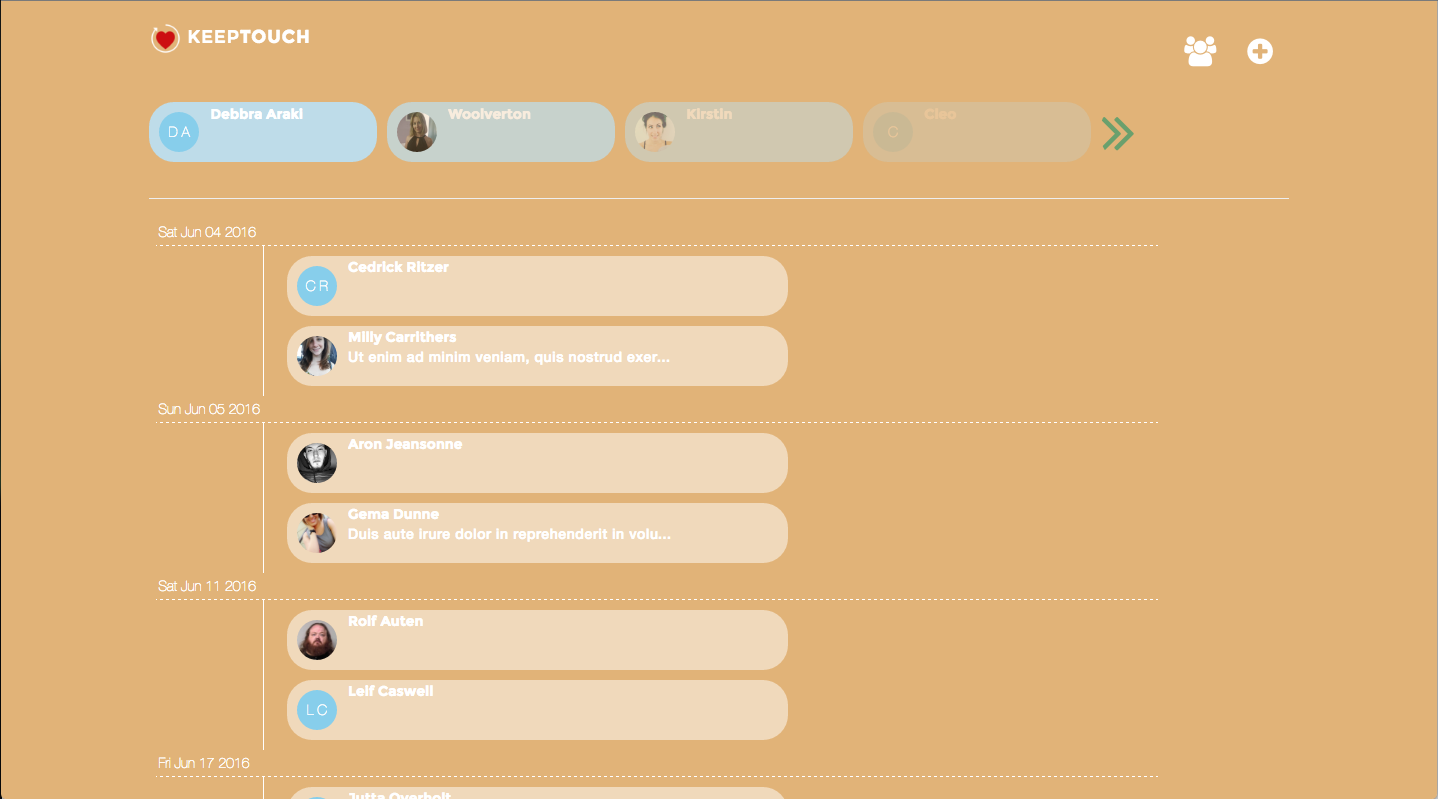 KEEPTOUCH
DA
Debbra Araki
Woolverton
Kirstin
C
Cleo
Sat Jun 04 2016
CR
Cedrick Ritzer
Milly Carrithers
Ut enim ad minim veniam, quis nostrud exer...
Sun Jun 05 2016
Aron Jeansonne
Gema Dunne
Duis aute irure dolor in reprehenderit in volu...
Sat Jun 11 2016
Rolf Auten
LC
Leif Caswell
Fri Jun 17 2016
Jutta Overholt